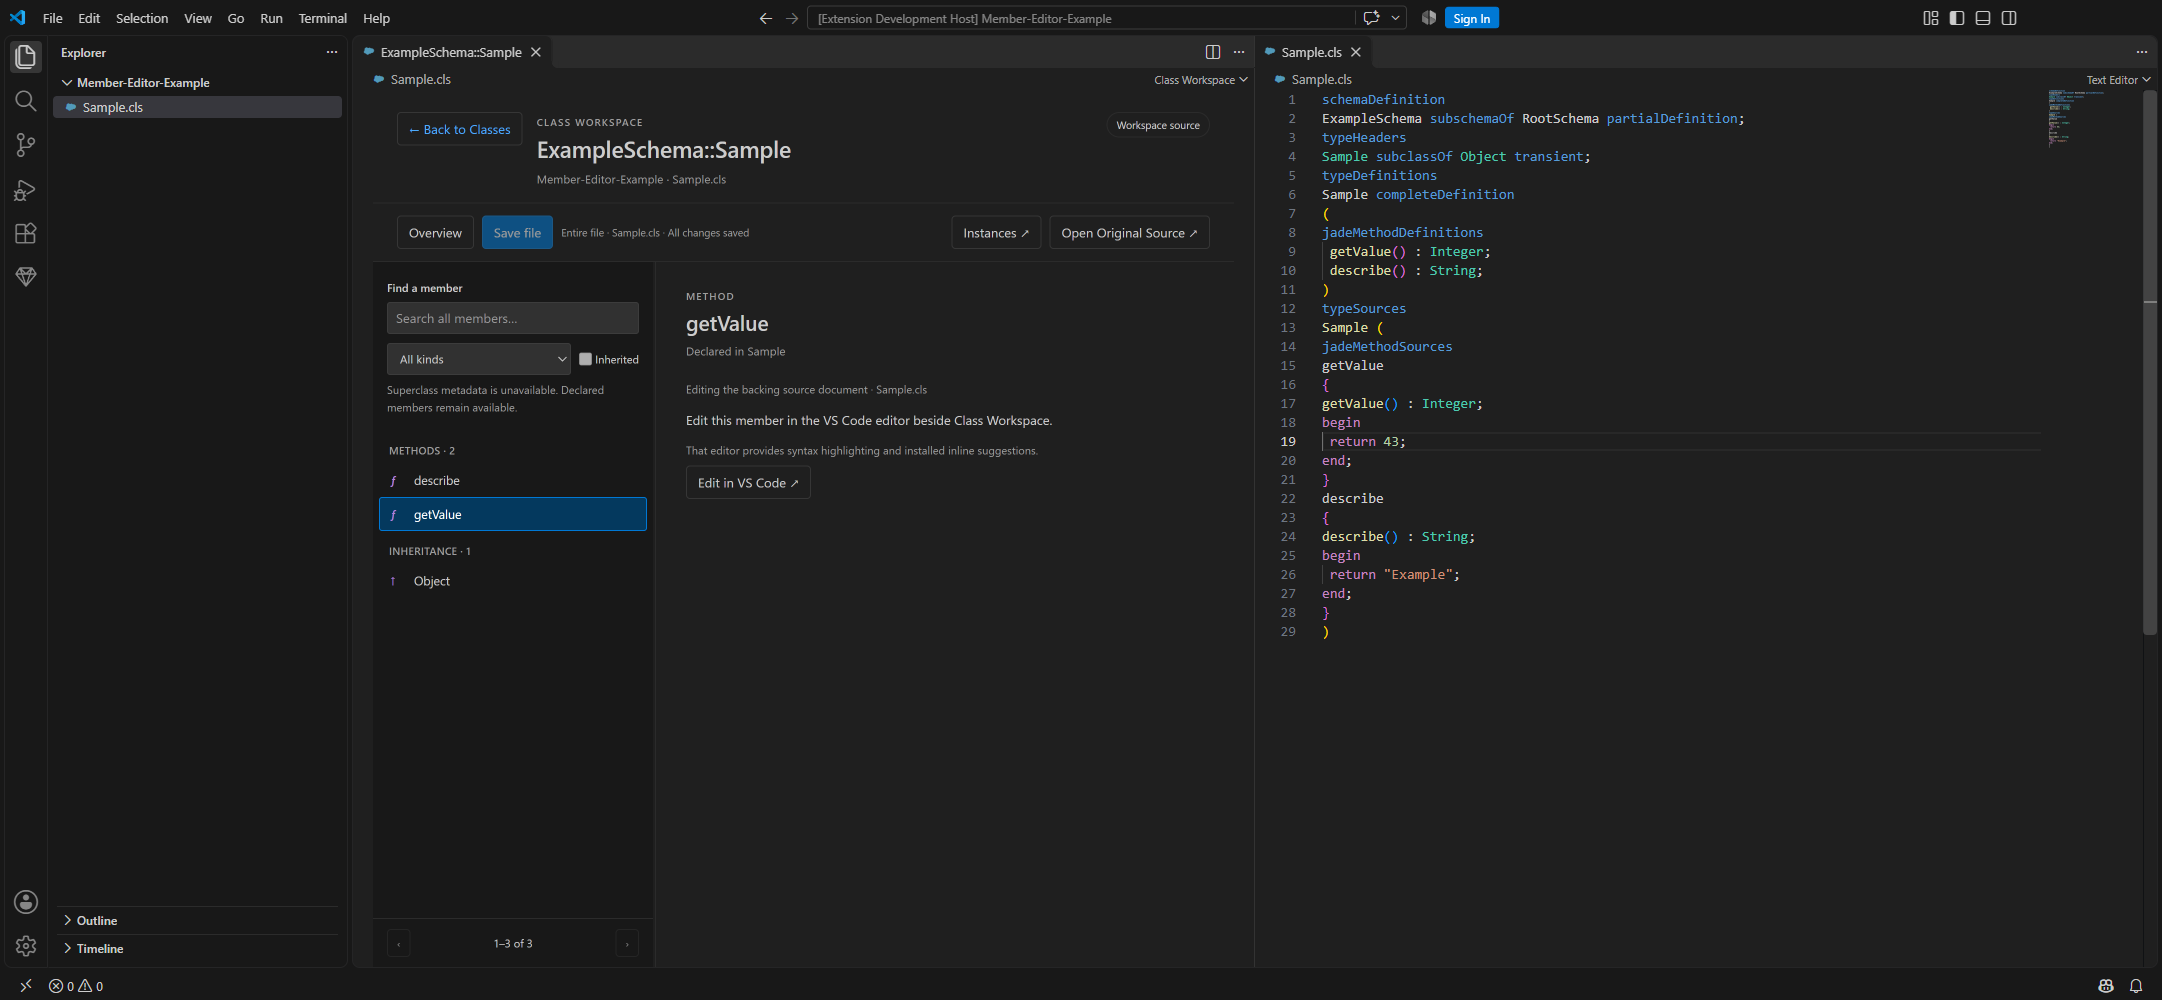 File Edit Selection View Go Run Terminal Help
[Extension Development Host] Member-Editor-Example
Sign In
Explorer
Member-Editor-Example
Sample.cls
Outline
Timeline
0 0
ExampleSchema::Sample
Sample.cls
Class Workspace
← Back to Classes
CLASS WORKSPACE
ExampleSchema::Sample
Member-Editor-Example · Sample.cls
Workspace source
Overview
Save file
Entire file · Sample.cls · All changes saved
Instances ↗
Open Original Source ↗
Find a member
Search all members...
All kinds
Inherited
Superclass metadata is unavailable. Declared
members remain available.
METHODS · 2
ƒ describe
ƒ getValue
INHERITANCE · 1
↑ Object
‹ 1–3 of 3 ›
METHOD
getValue
Declared in Sample
Editing the backing source document · Sample.cls
Edit this member in the VS Code editor beside Class Workspace.
That editor provides syntax highlighting and installed inline suggestions.
Edit in VS Code ↗
Sample.cls
Sample.cls
Text Editor
1 schemaDefinition
2 ExampleSchema subschemaOf RootSchema partialDefinition;
3 typeHeaders
4 Sample subclassOf Object transient;
5 typeDefinitions
6 Sample completeDefinition
7 (
8 jadeMethodDefinitions
9 getValue() : Integer;
10 describe() : String;
11 )
12 typeSources
13 Sample (
14 jadeMethodSources
15 getValue
16 {
17 getValue() : Integer;
18 begin
19 return 43;
20 end;
21 }
22 describe
23 {
24 describe() : String;
25 begin
26 return "Example";
27 end;
28 }
29 )